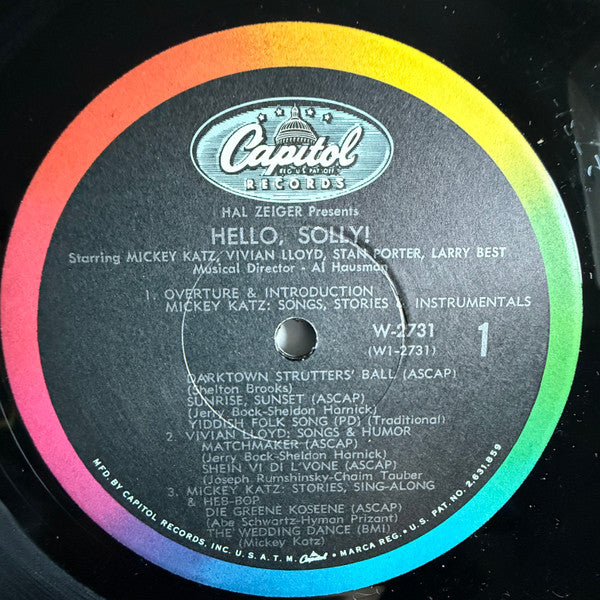 Capitol
REG. U.S. PAT. OFF.
RECORDS
HAL ZEIGER Presents
HELLO, SOLLY!
Starring MICKEY KATZ, VIVIAN LLOYD, STAN PORTER, LARRY BEST
Musical Director - Al Hausman
1. OVERTURE & INTRODUCTION
MICKEY KATZ: SONGS, STORIES & INSTRUMENTALS
W-2731
(W1-2731)
1
DARKTOWN STRUTTERS' BALL (ASCAP)
(Shelton Brooks)
SUNRISE, SUNSET (ASCAP)
(Jerry Bock-Sheldon Harnick)
YIDDISH FOLK SONG (PD) (Traditional)
2. VIVIAN LLOYD: SONGS & HUMOR
MATCHMAKER (ASCAP)
(Jerry Bock-Sheldon Harnick)
SHEIN VI DI L'VONE (ASCAP)
(Joseph Rumshinsky-Chaim Tauber
3. MICKEY KATZ: STORIES, SING-ALONG
& HEB-BOP
DIE GREENE KOSEENE (ASCAP)
(Abe Schwartz-Hyman Prizant)
THE WEDDING DANCE (BMI)
(Mickey Katz)
MFD. BY CAPITOL RECORDS, INC. U.S.A. T.M. Capitol MARCA REG. • U.S. PAT. NO. 2,631,859